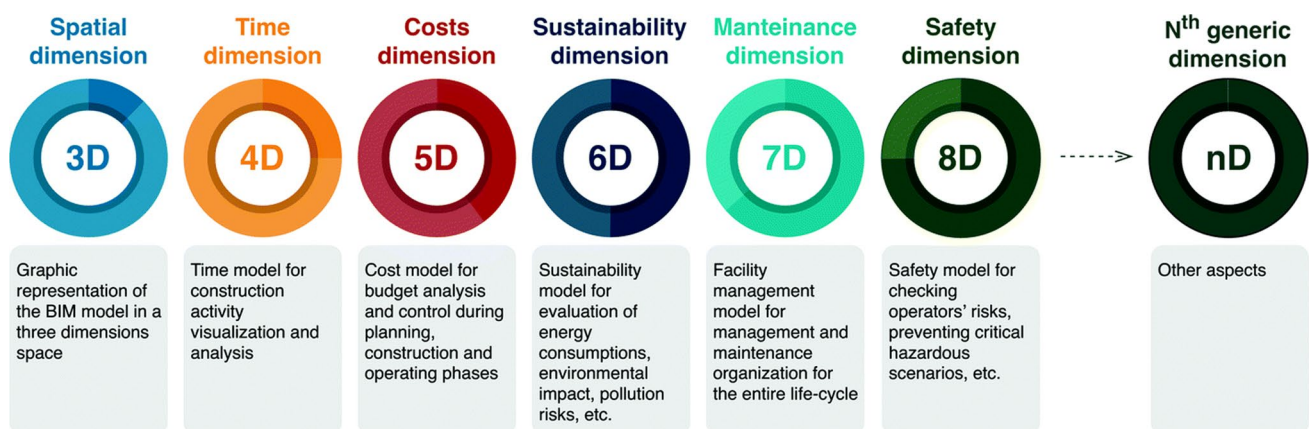 Spatial
dimension
3D
Graphic
representation of
the BIM model in a
three dimensions
space
Time
dimension
4D
Time model for
construction
activity
visualization and
analysis
Costs
dimension
5D
Cost model for
budget analysis
and control during
planning,
construction and
operating phases
Sustainability
dimension
6D
Sustainability
model for
evaluation of
energy
consumptions,
environmental
impact, pollution
risks, etc.
Manteinance
dimension
7D
Facility
management
model for
management and
maintenance
organization for
the entire life-cycle
Safety
dimension
8D
Safety model for
checking
operators' risks,
preventing critical
hazardous
scenarios, etc.
Nth generic
dimension
nD
Other aspects